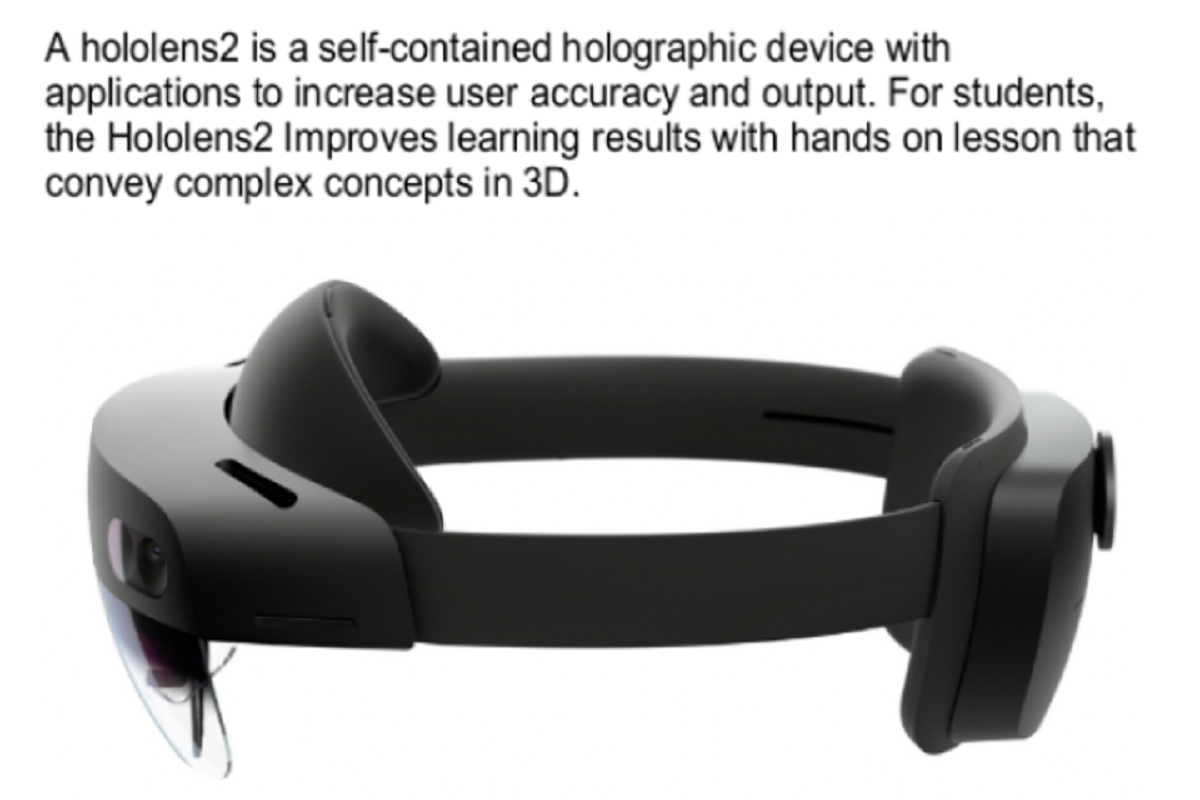 A hololens2 is a self-contained holographic device with
applications to increase user accuracy and output. For students,
the Hololens2 Improves learning results with hands on lesson that
convey complex concepts in 3D.